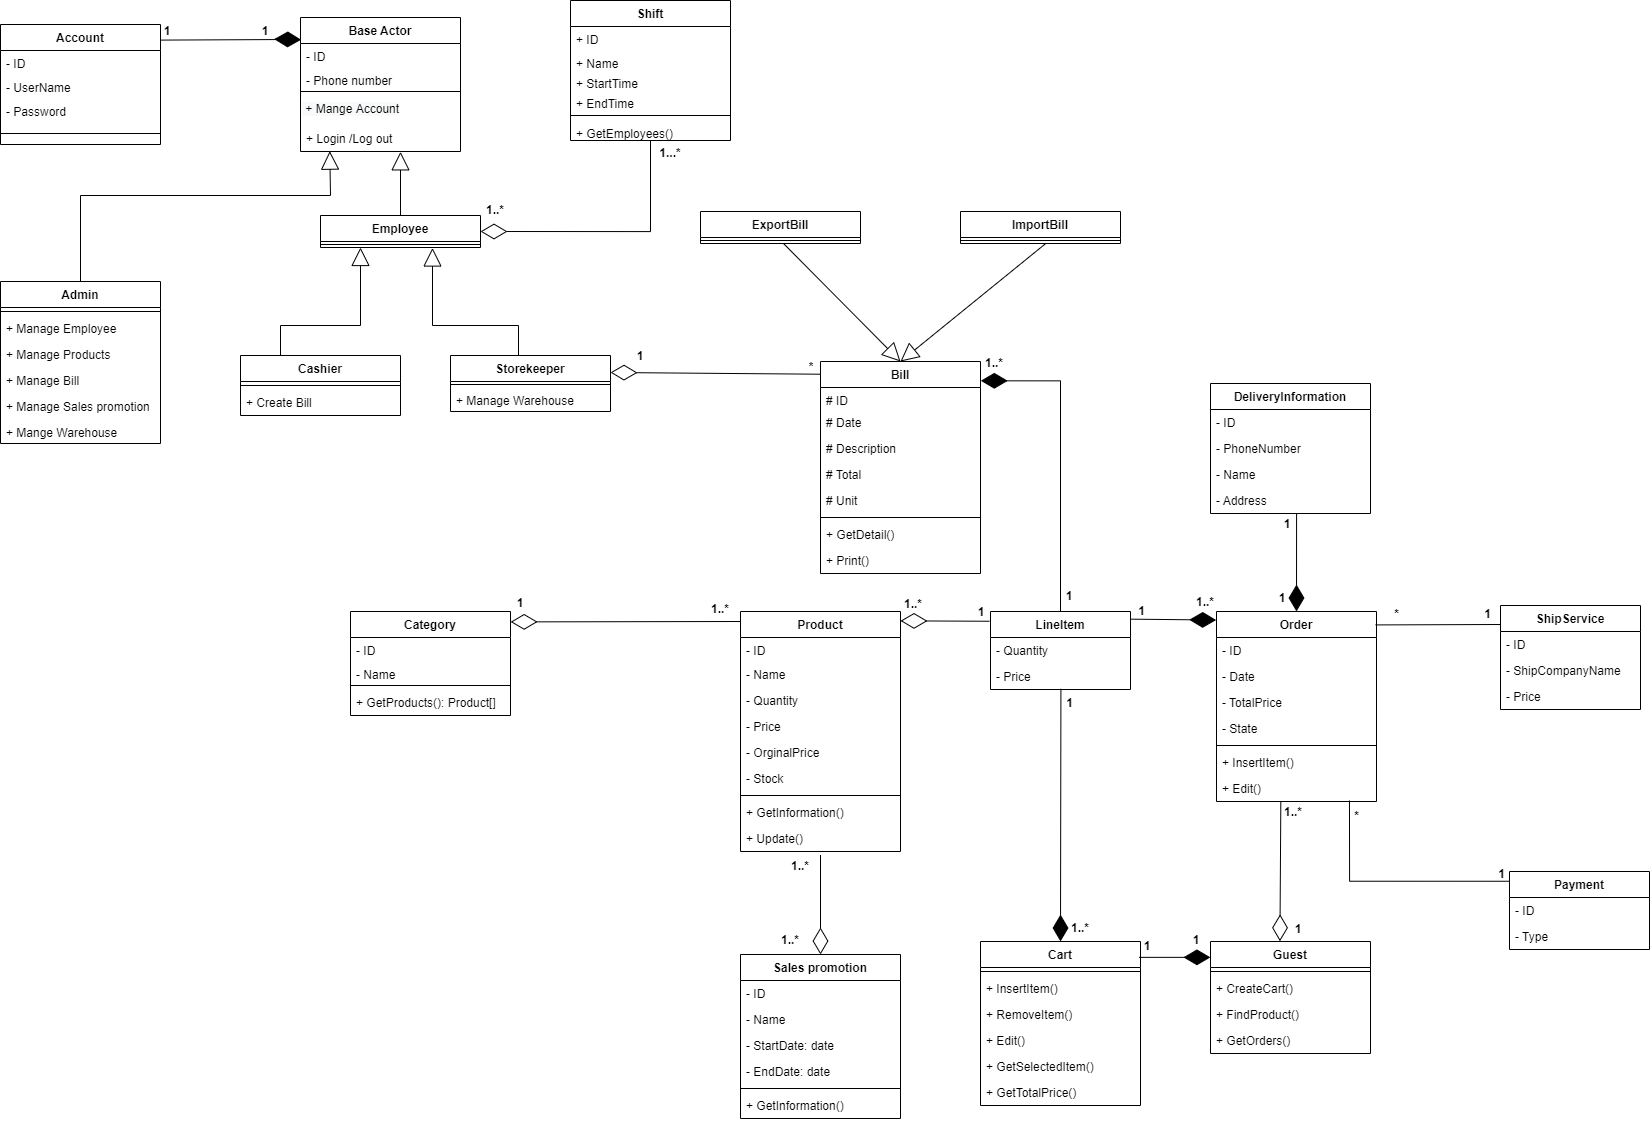 Account
- ID
- UserName
- Password
1
1
Base Actor
- ID
- Phone number
+ Mange Account
+ Login /Log out
Shift
+ ID
+ Name
+ StartTime
+ EndTime
+ GetEmployees()
1...*
1..*
Employee
ExportBill
ImportBill
Admin
+ Manage Employee
+ Manage Products
+ Manage Bill
+ Manage Sales promotion
+ Mange Warehouse
Cashier
+ Create Bill
Storekeeper
+ Manage Warehouse
1
*
Bill
# ID
# Date
# Description
# Total
# Unit
+ GetDetail()
+ Print()
1..*
1
DeliveryInformation
- ID
- PhoneNumber
- Name
- Address
1
1
Category
- ID
- Name
+ GetProducts(): Product[]
1
1..*
Product
- ID
- Name
- Quantity
- Price
- OrginalPrice
- Stock
+ GetInformation()
+ Update()
1..*
1
LineItem
- Quantity
- Price
1
1..*
Order
- ID
- Date
- TotalPrice
- State
+ InsertItem()
+ Edit()
*
1
ShipService
- ID
- ShipCompanyName
- Price
1
1..*
*
1
Payment
- ID
- Type
1..*
1..*
Sales promotion
- ID
- Name
- StartDate: date
- EndDate: date
+ GetInformation()
1..*
Cart
+ InsertItem()
+ RemoveItem()
+ Edit()
+ GetSelectedItem()
+ GetTotalPrice()
1
1
1
Guest
+ CreateCart()
+ FindProduct()
+ GetOrders()